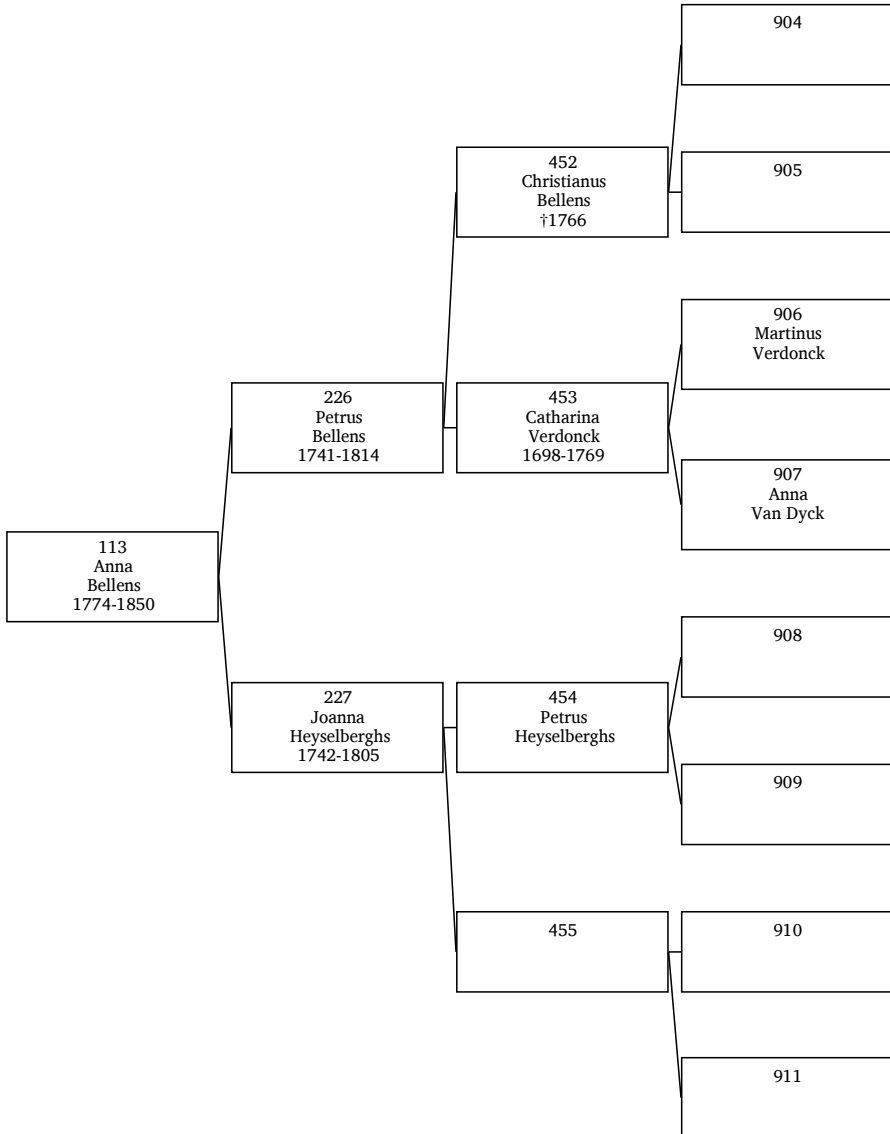 904
452
Christianus
Bellens
†1766
905
906
Martinus
Verdonck
226
Petrus
Bellens
1741-1814
453
Catharina
Verdonck
1698-1769
907
Anna
Van Dyck
113
Anna
Bellens
1774-1850
908
227
Joanna
Heyselberghs
1742-1805
454
Petrus
Heyselberghs
909
455
910
911